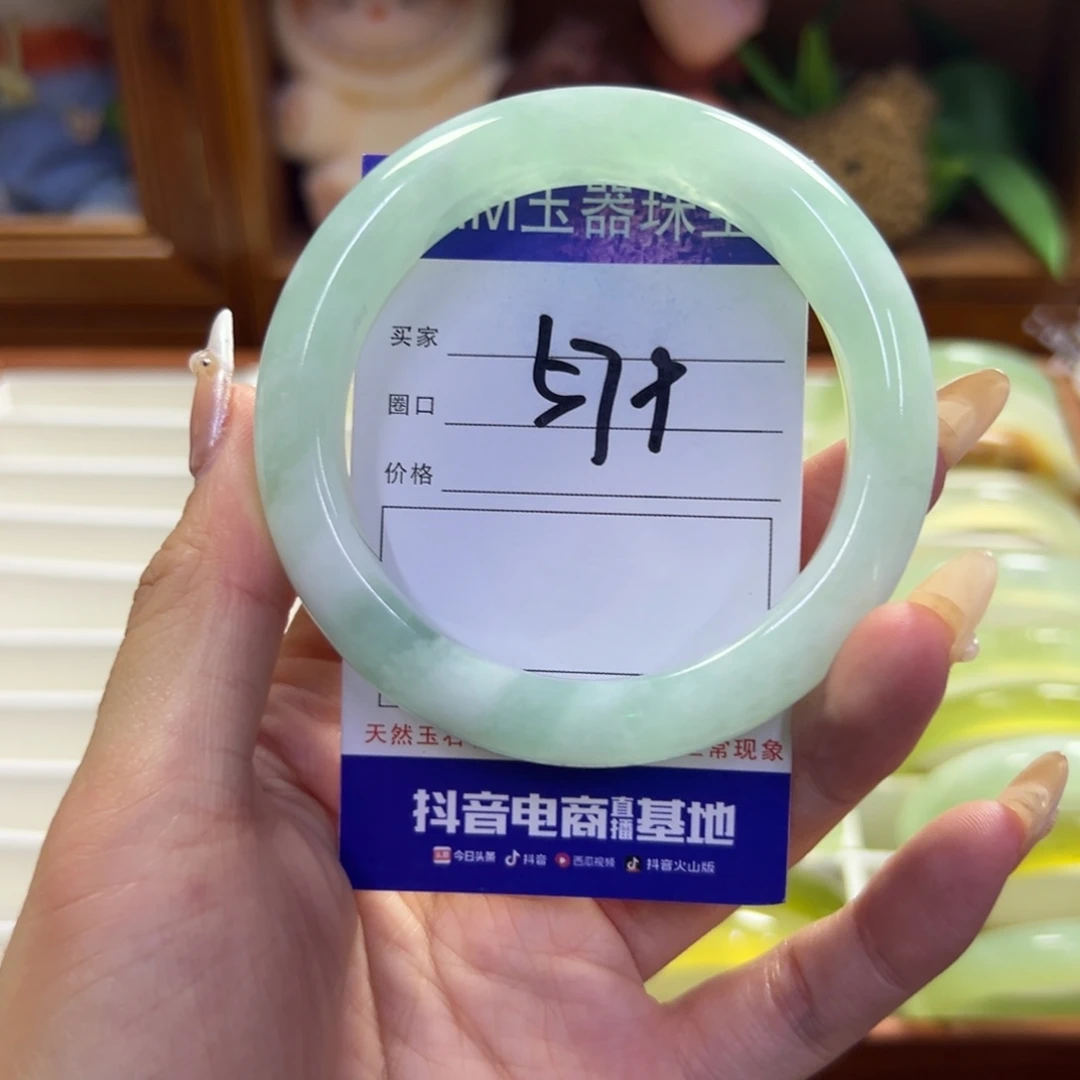 M玉器珠宝
买家
圈口
57+
价格
天然玉石 常现象
抖音电商直播基地
今日头条 抖音 西瓜视频 抖音火山版